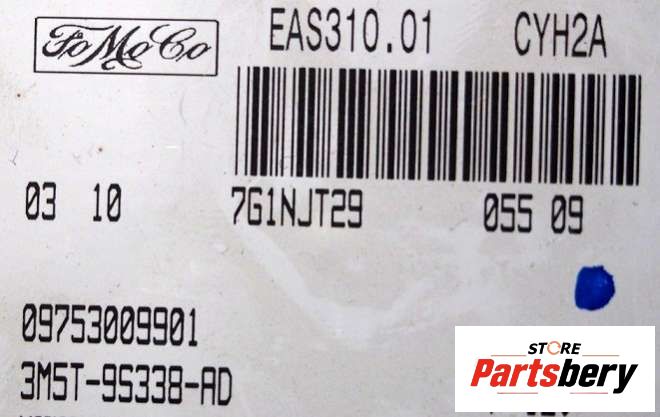 FoMoCo EAS310.01 CYH2A
03 10 7G1NJT29 055 09
09753009901
3M5T-9S338-AD
STORE
Partsbery